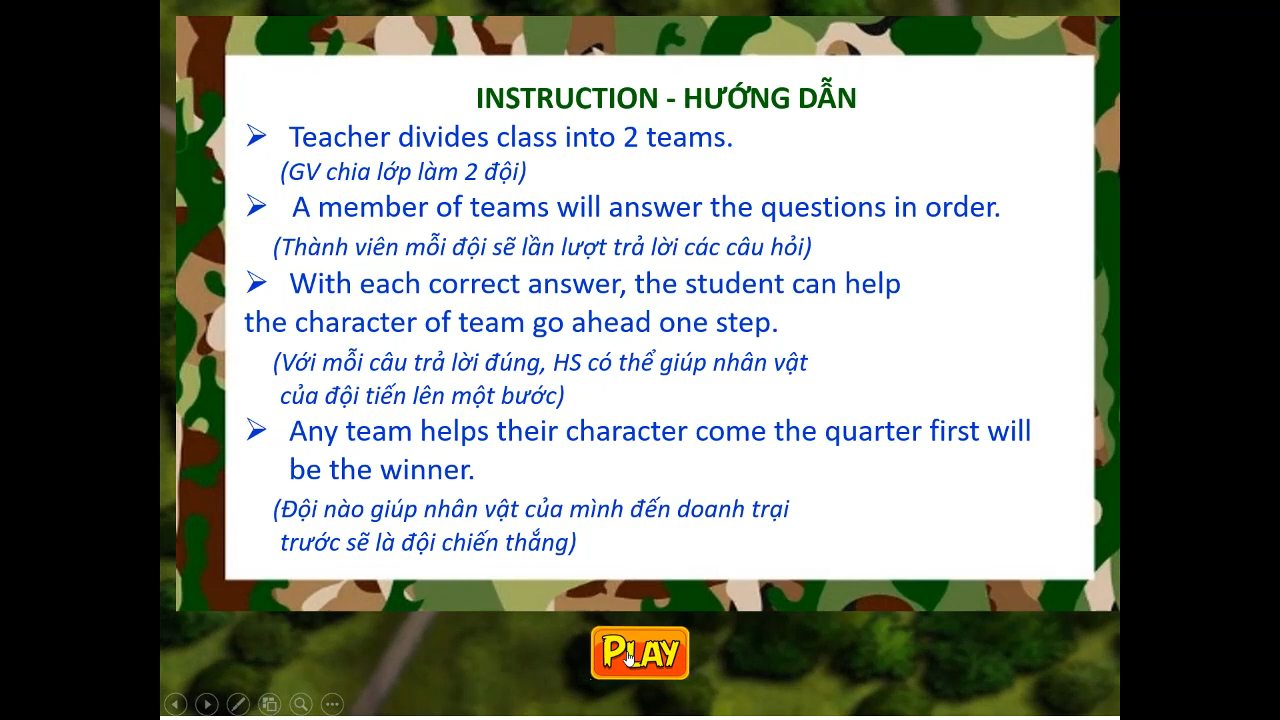 INSTRUCTION - HƯỚNG DẪN
Teacher divides class into 2 teams.
(GV chia lớp làm 2 đội)
A member of teams will answer the questions in order.
(Thành viên mỗi đội sẽ lần lượt trả lời các câu hỏi)
With each correct answer, the student can help
the character of team go ahead one step.
(Với mỗi câu trả lời đúng, HS có thể giúp nhân vật
của đội tiến lên một bước)
Any team helps their character come the quarter first will
be the winner.
(Đội nào giúp nhân vật của mình đến doanh trại
trước sẽ là đội chiến thắng)
PLAY